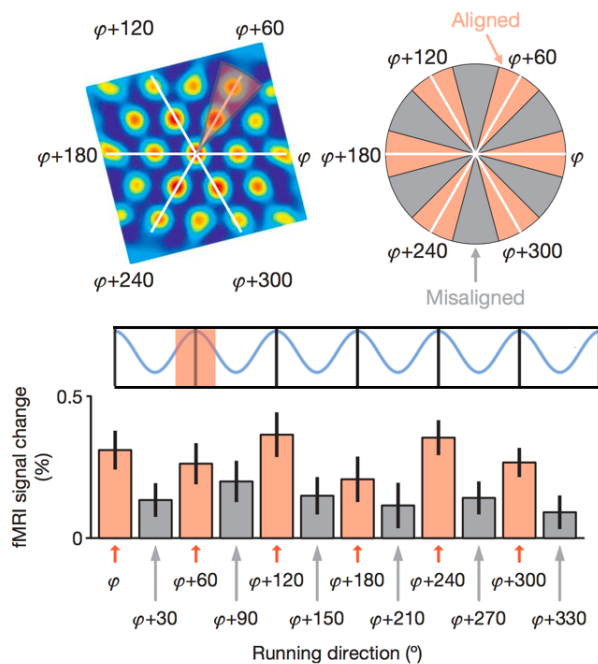 φ+120
φ+60
φ+180
φ
φ+240
φ+300
Aligned
φ+120
φ+60
φ+180
φ
φ+240
φ+300
Misaligned
0.5
0
fMRI signal change
(%)
φ
φ+60
φ+120
φ+180
φ+240
φ+300
φ+30
φ+90
φ+150
φ+210
φ+270
φ+330
Running direction (º)